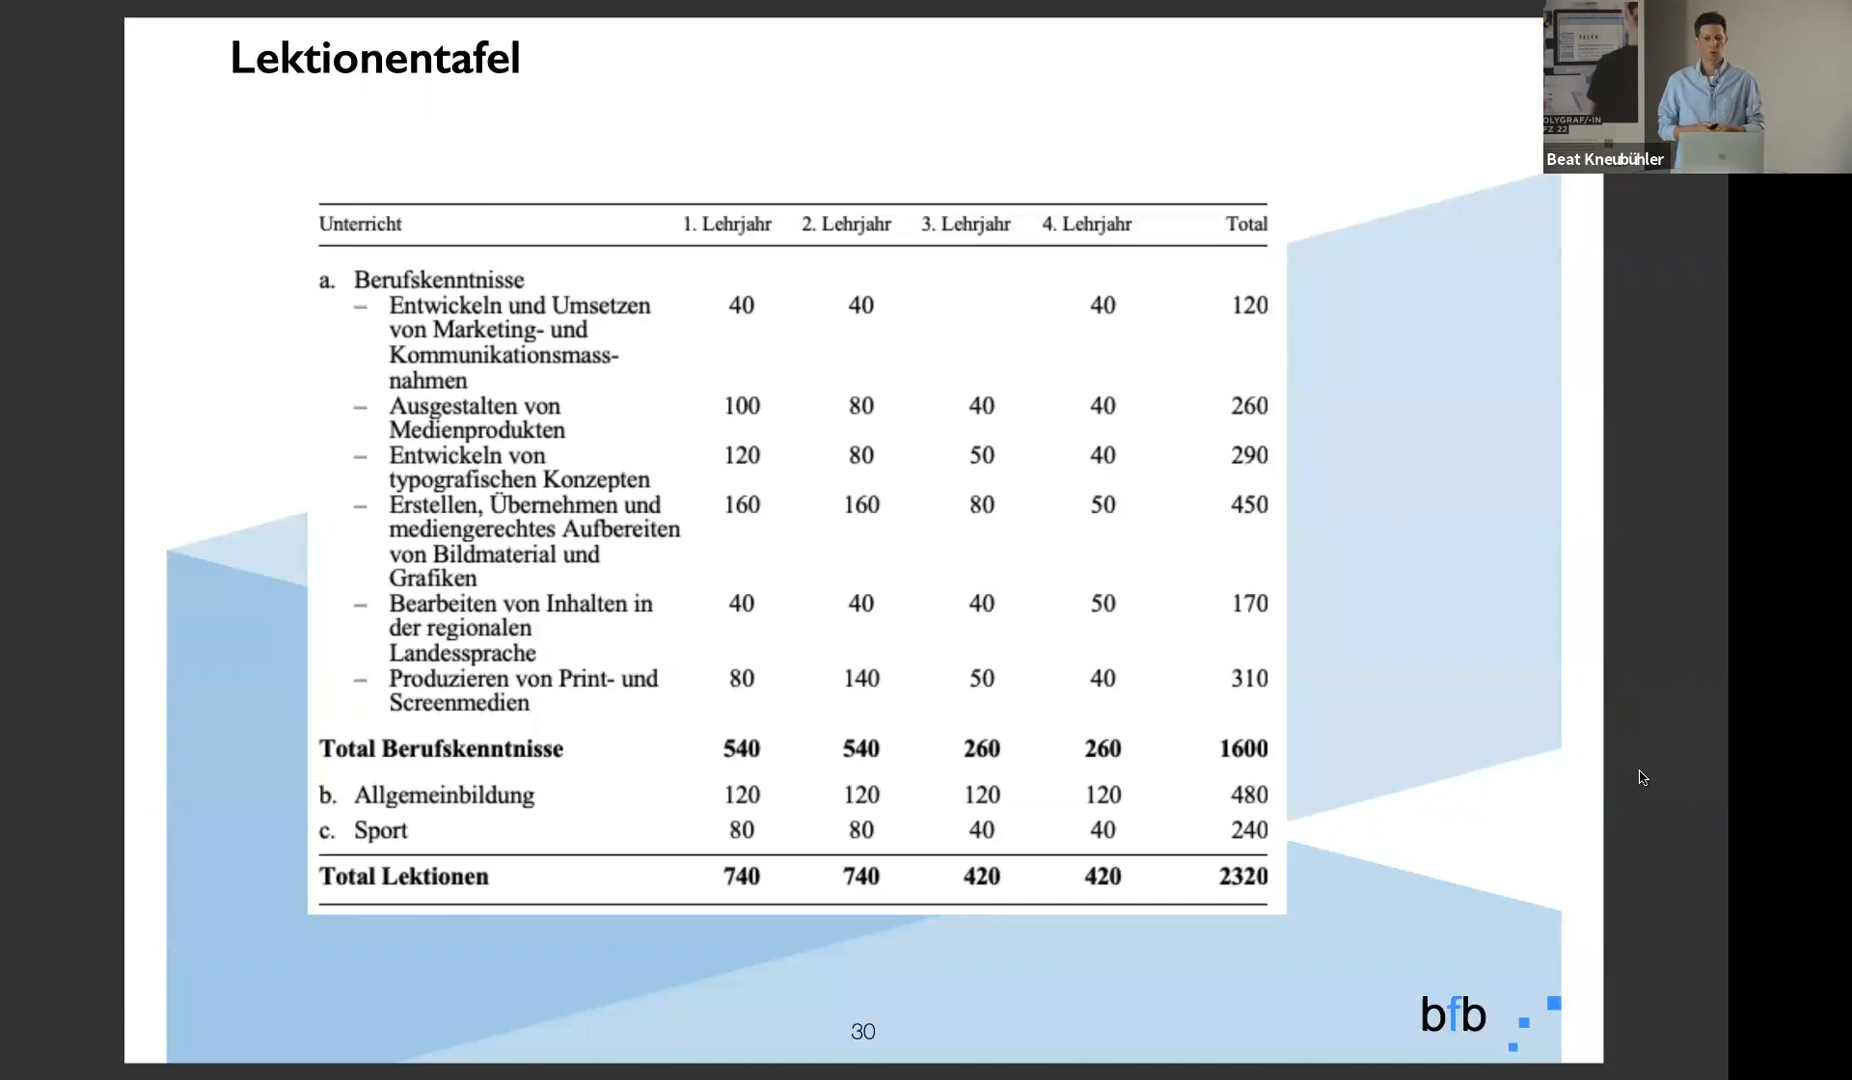 Lektionentafel
TELEX
OLYGRAF/-IN
FZ 22
Beat Kneubühler
Unterricht 1. Lehrjahr 2. Lehrjahr 3. Lehrjahr 4. Lehrjahr Total
a. Berufskenntnisse
– Entwickeln und Umsetzen 40 40 40 120
von Marketing- und
Kommunikationsmass-
nahmen
– Ausgestalten von 100 80 40 40 260
Medienprodukten
– Entwickeln von 120 80 50 40 290
typografischen Konzepten
– Erstellen, Übernehmen und 160 160 80 50 450
mediengerechtes Aufbereiten
von Bildmaterial und
Grafiken
– Bearbeiten von Inhalten in 40 40 40 50 170
der regionalen
Landessprache
– Produzieren von Print- und 80 140 50 40 310
Screenmedien
Total Berufskenntnisse 540 540 260 260 1600
b. Allgemeinbildung 120 120 120 120 480
c. Sport 80 80 40 40 240
Total Lektionen 740 740 420 420 2320
30
bfb